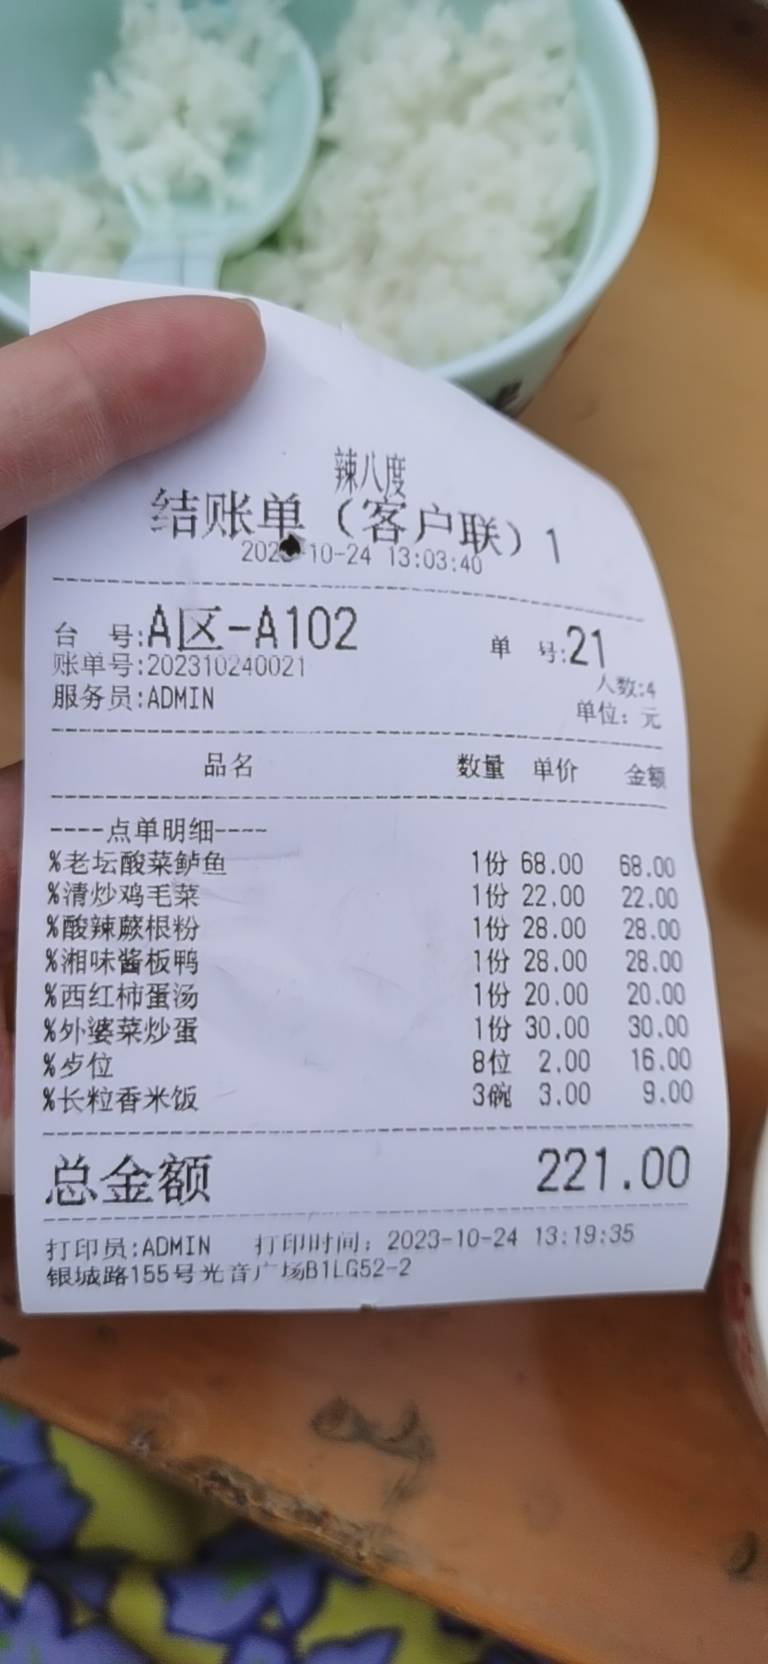 辣八度
结账单（客户联）1
202 10-24 13:03:40
台 号:A区-A102 单 号:21
账单号:202310240021 人数:4
服务员:ADMIN 单位：元
品名 数量 单价 金额
----点单明细----
%老坛酸菜鲈鱼 1份 68.00 68.00
%清炒鸡毛菜 1份 22.00 22.00
%酸辣蕨根粉 1份 28.00 28.00
%湘味酱板鸭 1份 28.00 28.00
%西红柿蛋汤 1份 20.00 20.00
%外婆菜炒蛋 1份 30.00 30.00
%歺位 8位 2.00 16.00
%长粒香米饭 3碗 3.00 9.00
总金额 221.00
打印员:ADMIN 打印时间：2023-10-24 13:19:35
银城路155号光音广场B1LG52-2